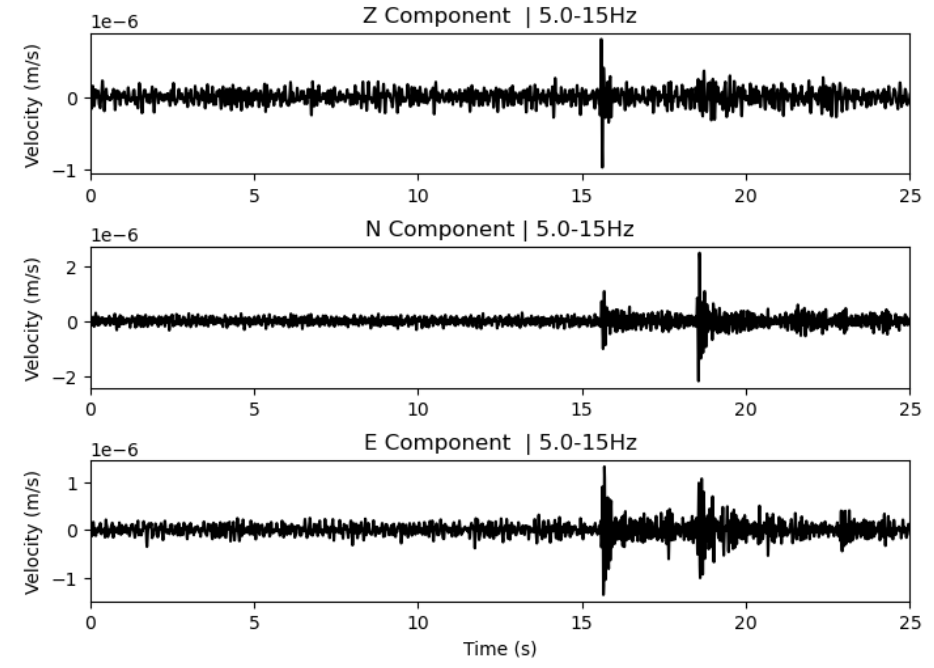 Z Component | 5.0-15Hz
1e−6
Velocity (m/s)
0
−1
0 5 10 15 20 25
N Component | 5.0-15Hz
1e−6
Velocity (m/s)
2
0
−2
0 5 10 15 20 25
E Component | 5.0-15Hz
1e−6
Velocity (m/s)
1
0
−1
0 5 10 15 20 25
Time (s)